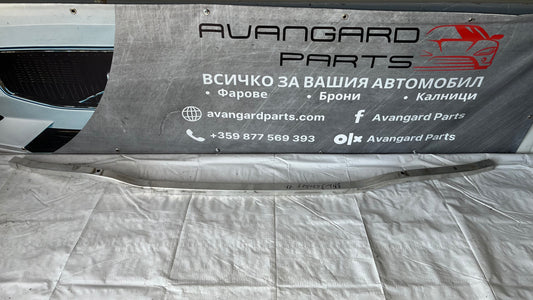 AVANGARD
PARTS
ВСИЧКО ЗА ВАШИЯ АВТОМОБИЛ
• Фарове • Брони • Калници
avangardparts.com f Avangard Parts
+359 877 569 393 OLX Avangard Parts